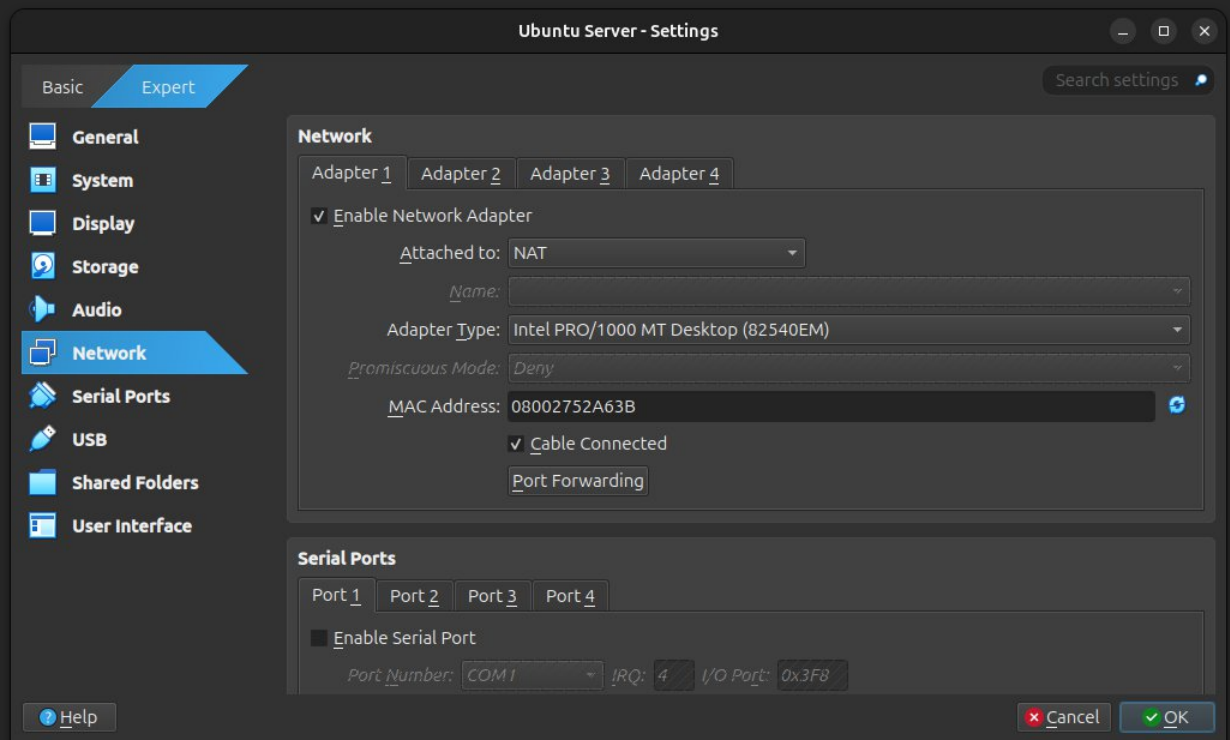 Ubuntu Server - Settings
Basic
Expert
Search settings
General
System
Display
Storage
Audio
Network
Serial Ports
USB
Shared Folders
User Interface
Network
Adapter 1 Adapter 2 Adapter 3 Adapter 4
Enable Network Adapter
Attached to: NAT
Name:
Adapter Type: Intel PRO/1000 MT Desktop (82540EM)
Promiscuous Mode: Deny
MAC Address: 08002752A63B
Cable Connected
Port Forwarding
Serial Ports
Port 1 Port 2 Port 3 Port 4
Enable Serial Port
Port Number: COM1 IRQ: 4 I/O Port: 0x3F8
Help
Cancel
OK